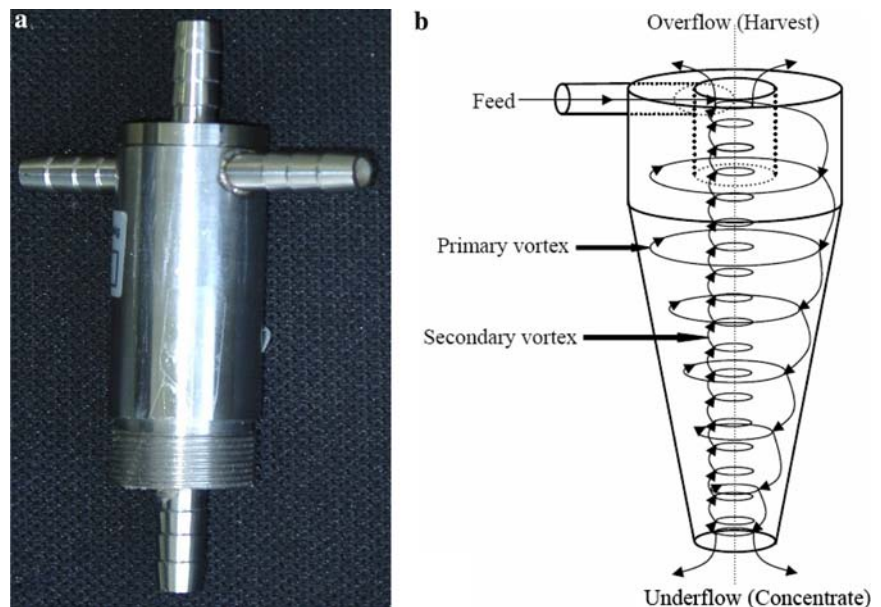 a
b
Overflow (Harvest)
Feed
Primary vortex
Secondary vortex
Underflow (Concentrate)